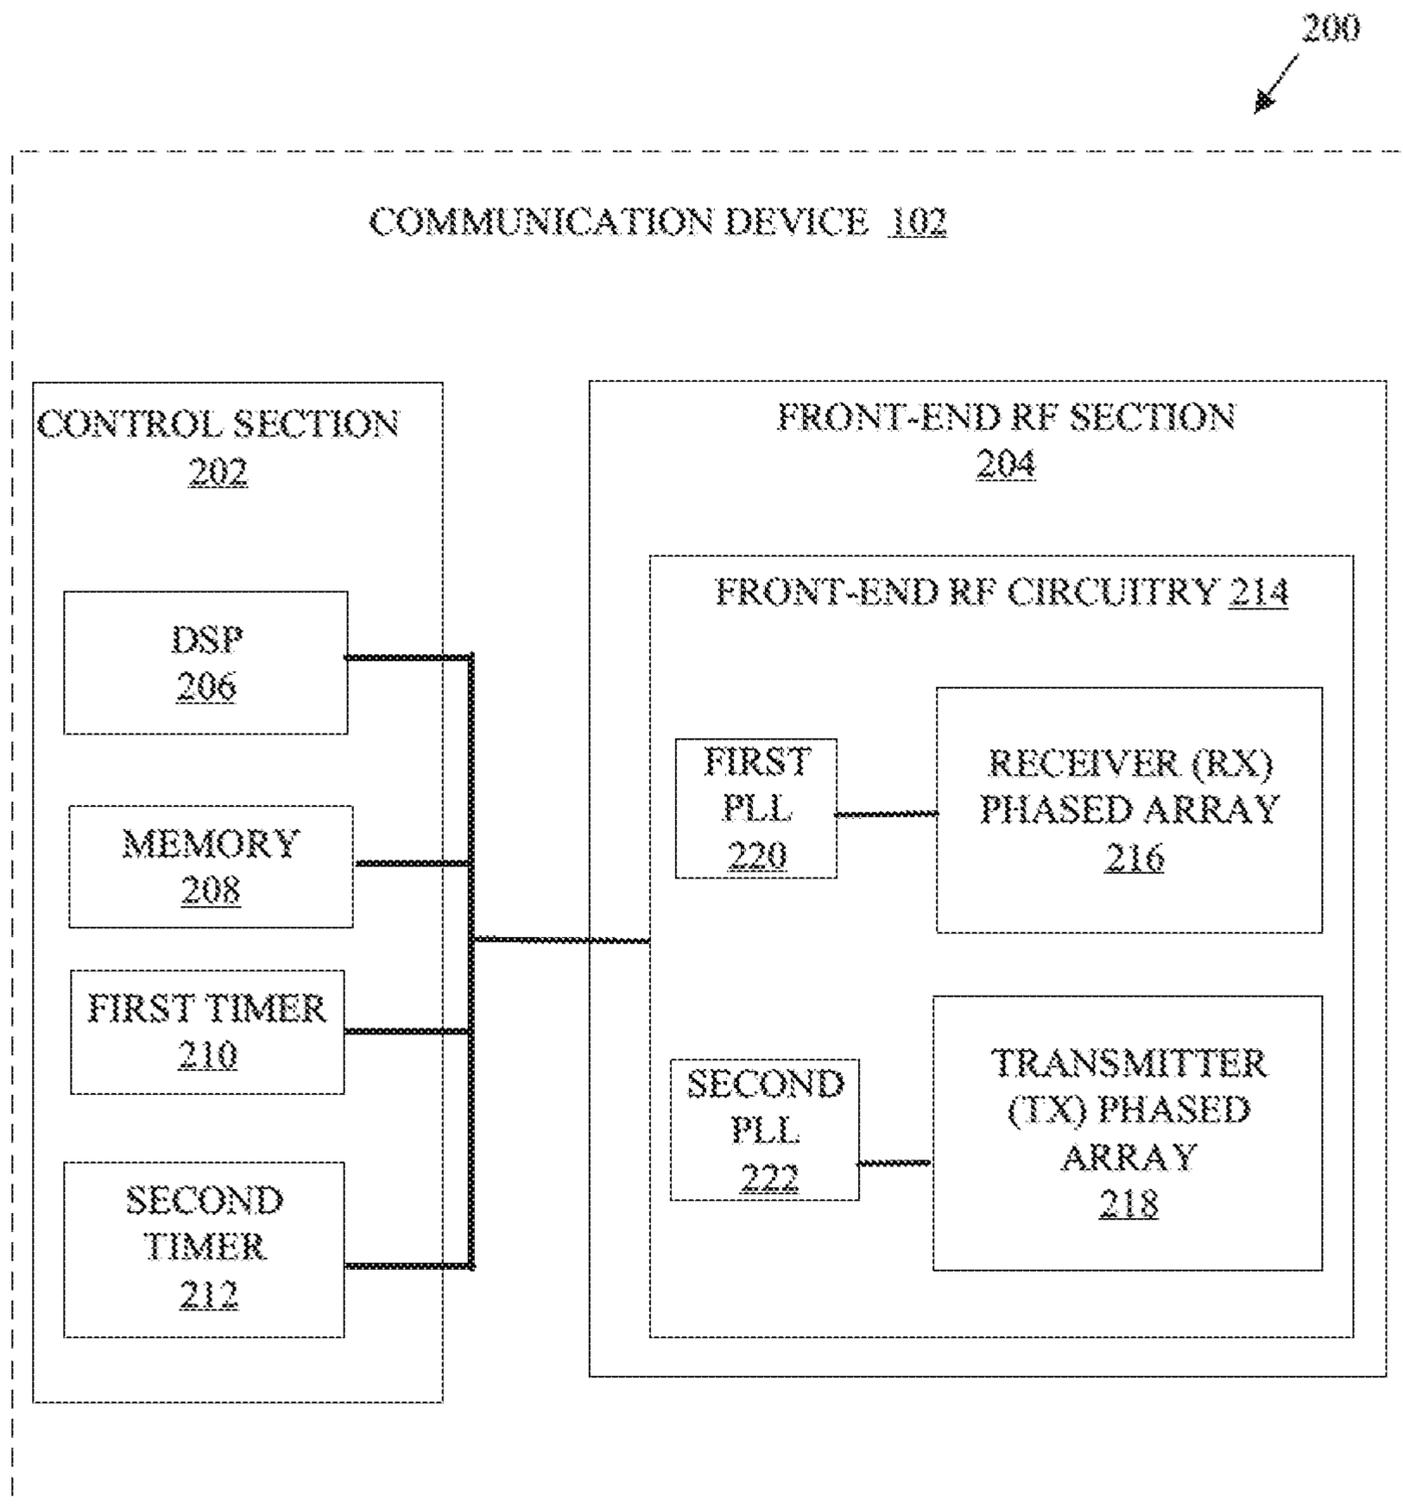 200
COMMUNICATION DEVICE 102
CONTROL SECTION
202
DSP
206
MEMORY
208
FIRST TIMER
210
SECOND
TIMER
212
FRONT-END RF SECTION
204
FRONT-END RF CIRCUITRY 214
FIRST
PLL
220
RECEIVER (RX)
PHASED ARRAY
216
SECOND
PLL
222
TRANSMITTER
(TX) PHASED
ARRAY
218